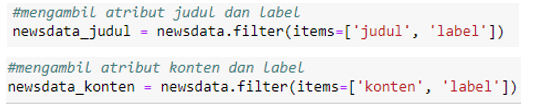 #mengambil atribut judul dan label
newsdata_judul = newsdata.filter(items=['judul', 'label'])
#mengambil atribut konten dan label
newsdata_konten = newsdata.filter(items=['konten', 'label'])